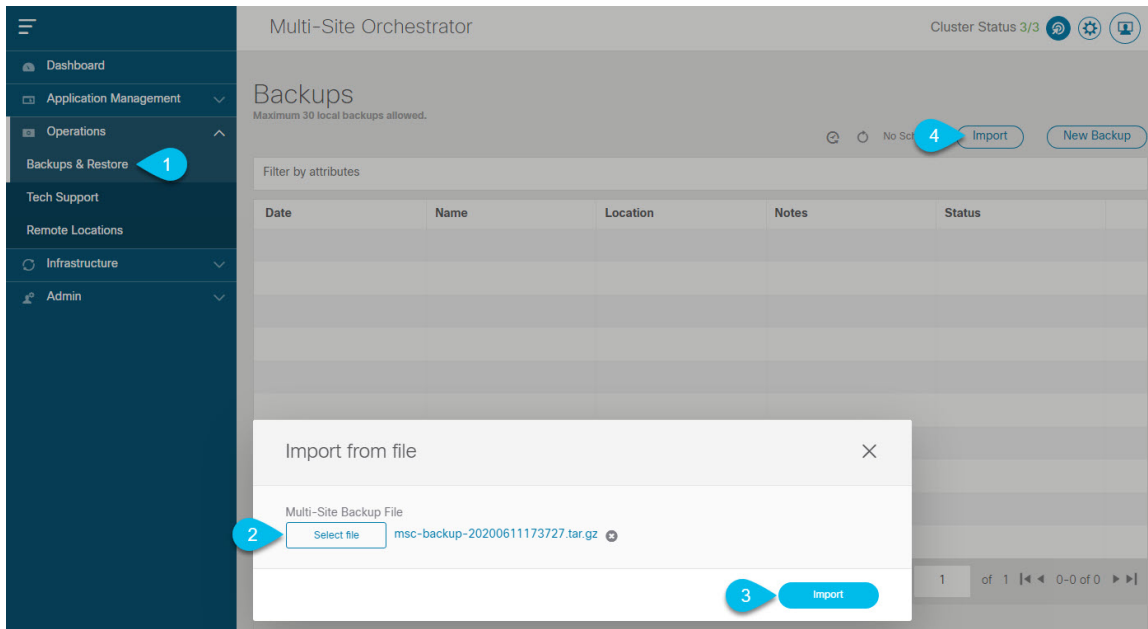 Multi-Site Orchestrator
Cluster Status 3/3
Dashboard
Application Management
Operations
Backups & Restore
1
Tech Support
Remote Locations
Infrastructure
Admin
Backups
Maximum 30 local backups allowed.
No Sc
4
Import
New Backup
Filter by attributes
Date Name Location Notes Status
Import from file
Multi-Site Backup File
2
Select file
msc-backup-20200611173727.tar.gz
3
Import
1 of 1 0-0 of 0